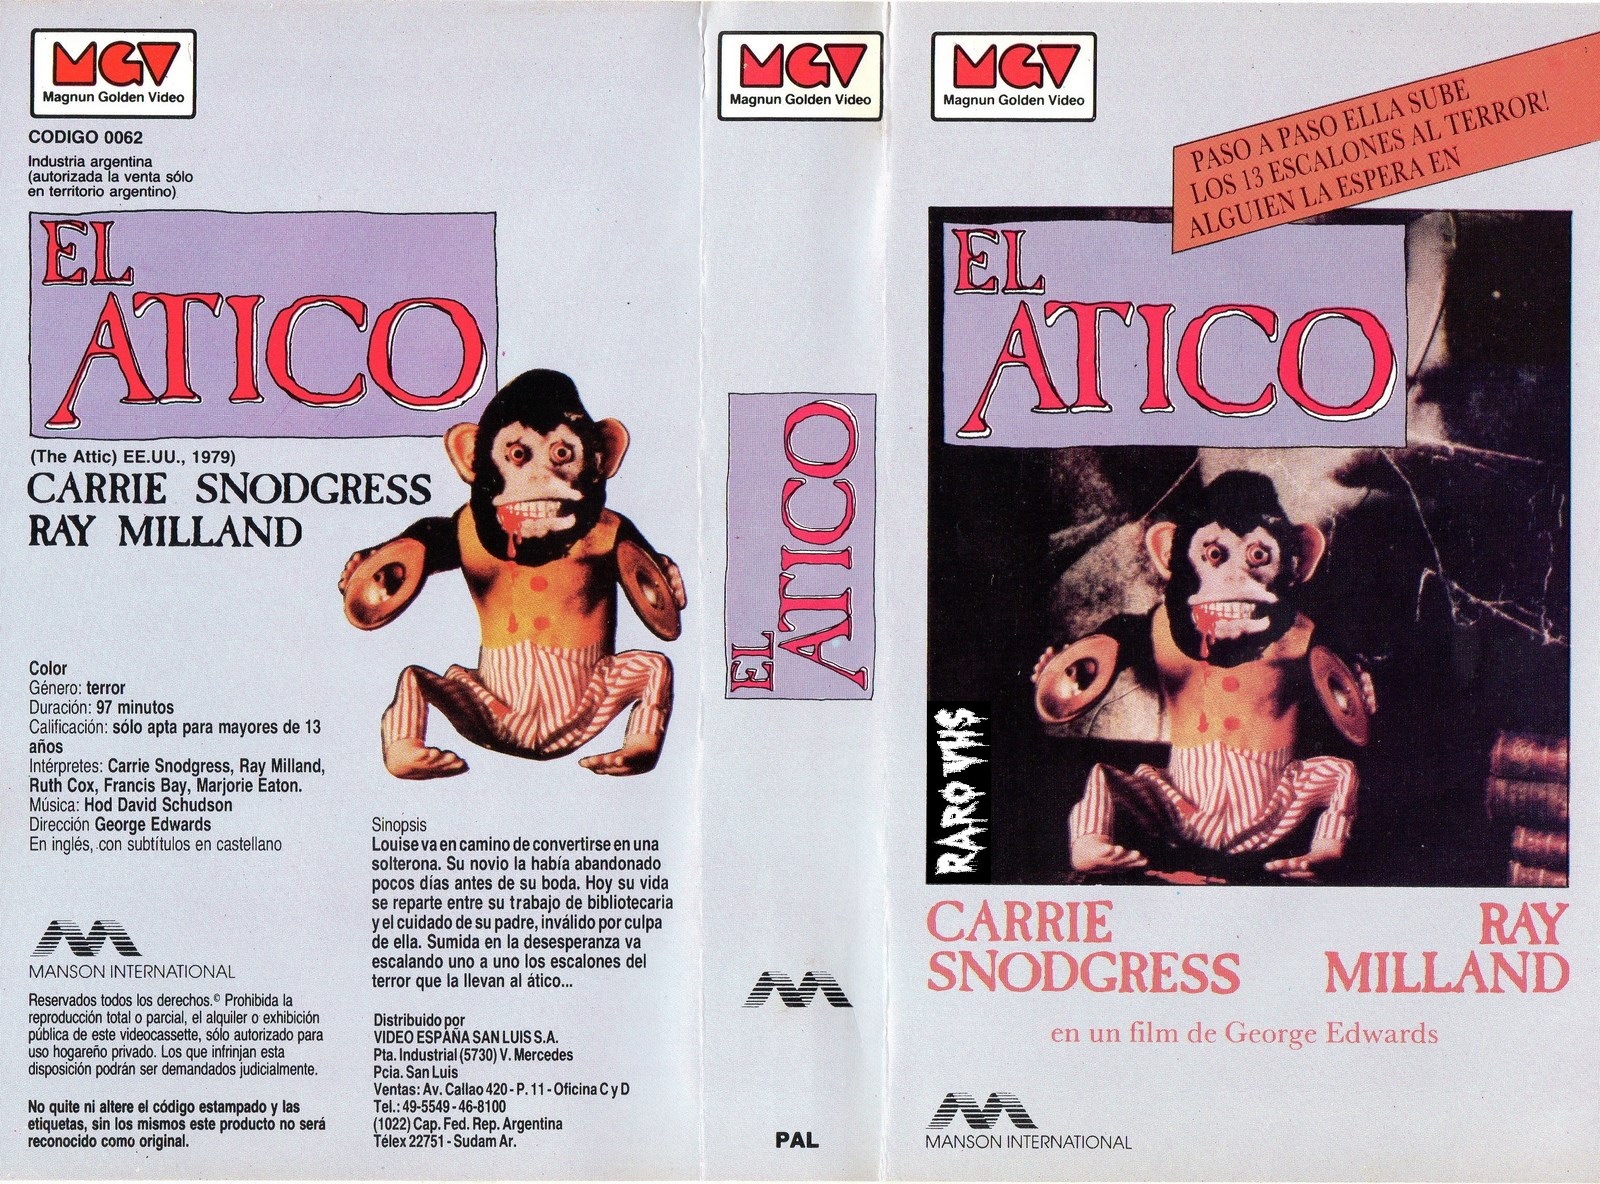 MGV
Magnun Golden Video
CODIGO 0062
Industria argentina
(autorizada la venta sólo
en territorio argentino)
EL
ATICO
(The Attic) EE.UU., 1979)
CARRIE SNODGRESS
RAY MILLAND
Color
Género: terror
Duración: 97 minutos
Calificación: sólo apta para mayores de 13
años
Intérpretes: Carrie Snodgress, Ray Milland,
Ruth Cox, Francis Bay, Marjorie Eaton.
Música: Hod David Schudson
Dirección George Edwards
En inglés, con subtítulos en castellano
MANSON INTERNATIONAL
Reservados todos los derechos.© Prohibida la
reproducción total o parcial, el alquiler o exhibición
pública de este videocassette, sólo autorizado para
uso hogareño privado. Los que infrinjan esta
disposición podrán ser demandados judicialmente.
No quite ni altere el código estampado y las
etiquetas, sin los mismos este producto no será
reconocido como original.
Sinopsis
Louise va en camino de convertirse en una
solterona. Su novio la había abandonado
pocos días antes de su boda. Hoy su vida
se reparte entre su trabajo de bibliotecaria
y el cuidado de su padre, inválido por culpa
de ella. Sumida en la desesperanza va
escalando uno a uno los escalones del
terror que la llevan al ático...
Distribuido por
VIDEO ESPAÑA SAN LUIS S.A.
Pta. Industrial (5730) V. Mercedes
Pcia. San Luis
Ventas: Av. Callao 420 - P. 11 - Oficina C y D
Tel.: 49-5549 - 46-8100
(1022) Cap. Fed. Rep. Argentina
Télex 22751 - Sudam Ar.
MGV
Magnun Golden Video
EL
ATICO
PAL
MGV
Magnun Golden Video
PASO A PASO ELLA SUBE
LOS 13 ESCALONES AL TERROR!
ALGUIEN LA ESPERA EN
EL
ATICO
RARO VHS
CARRIE
SNODGRESS
RAY
MILLAND
en un film de George Edwards
MANSON INTERNATIONAL